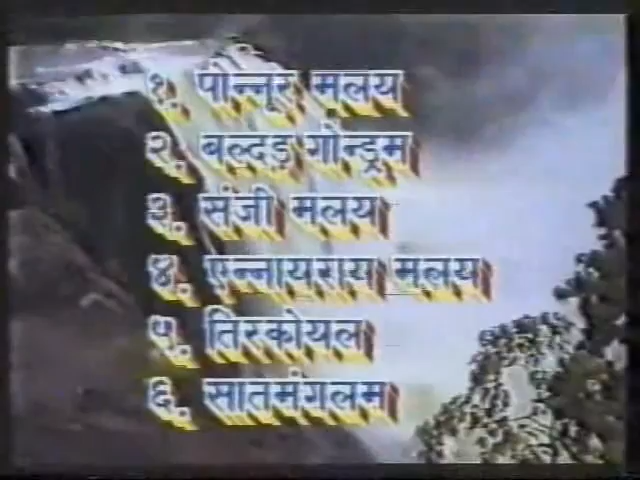 १. पोन्नूर मलय
२. बल्दड़ गोन्ड्रम
३. संजी मलय
४. एन्नायराय मलय
५. तिरकोयल
६. सातमंगलम